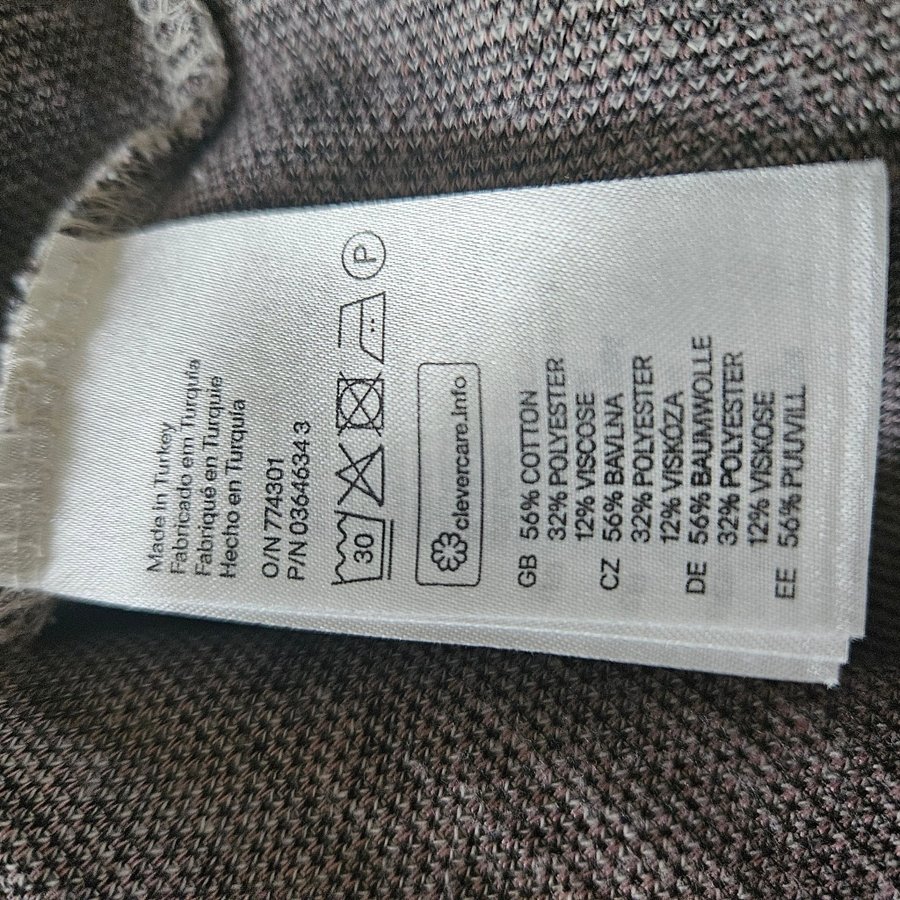 Made in Turkey
Fabricado en Turquía
Fabriqué en Turquie
Hecho en Turquía
O/N 774301
P/N 03646343
30 P
clevercare.info
GB 56% COTTON
32% POLYESTER
12% VISCOSE
CZ 56% BAVLNA
32% POLYESTER
12% VISKÓZA
DE 56% BAUMWOLLE
32% POLYESTER
12% VISKOSE
EE 56% PUUVILL